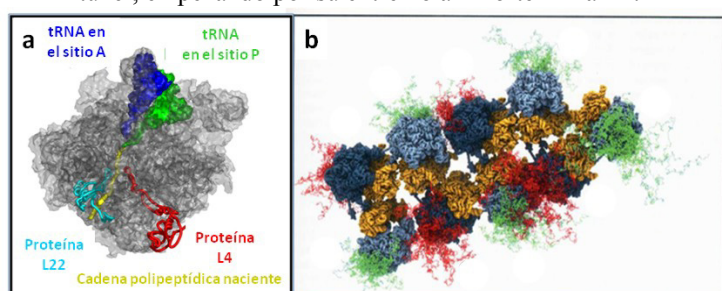 a
tRNA en
el sitio A
tRNA
en el sitio P
Proteína
L22
Proteína
L4
Cadena polipeptídica naciente
b